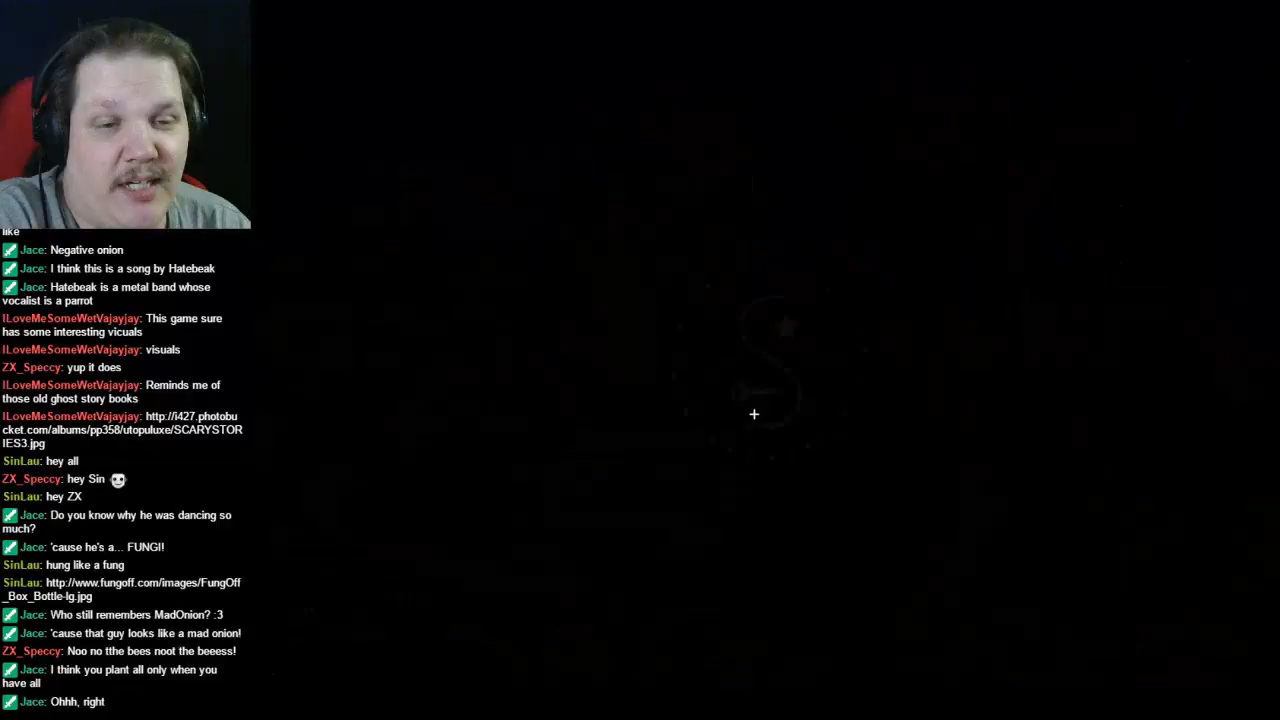 like
Jace: Negative onion
Jace: I think this is a song by Hatebeak
Jace: Hatebeak is a metal band whose
vocalist is a parrot
ILoveMeSomeWetVajayjay: This game sure
has some interesting vicuals
ILoveMeSomeWetVajayjay: visuals
ZX_Speccy: yup it does
ILoveMeSomeWetVajayjay: Reminds me of
those old ghost story books
ILoveMeSomeWetVajayjay: http://i427.photobu
cket.com/albums/pp358/utopuluxe/SCARYSTOR
IES3.jpg
SinLau: hey all
ZX_Speccy: hey Sin
SinLau: hey ZX
Jace: Do you know why he was dancing so
much?
Jace: 'cause he's a... FUNGI!
SinLau: hung like a fung
SinLau: http://www.fungoff.com/images/FungOff
_Box_Bottle-lg.jpg
Jace: Who still remembers MadOnion? :3
Jace: 'cause that guy looks like a mad onion!
ZX_Speccy: Noo no tthe bees noot the beeess!
Jace: I think you plant all only when you
have all
Jace: Ohhh, right